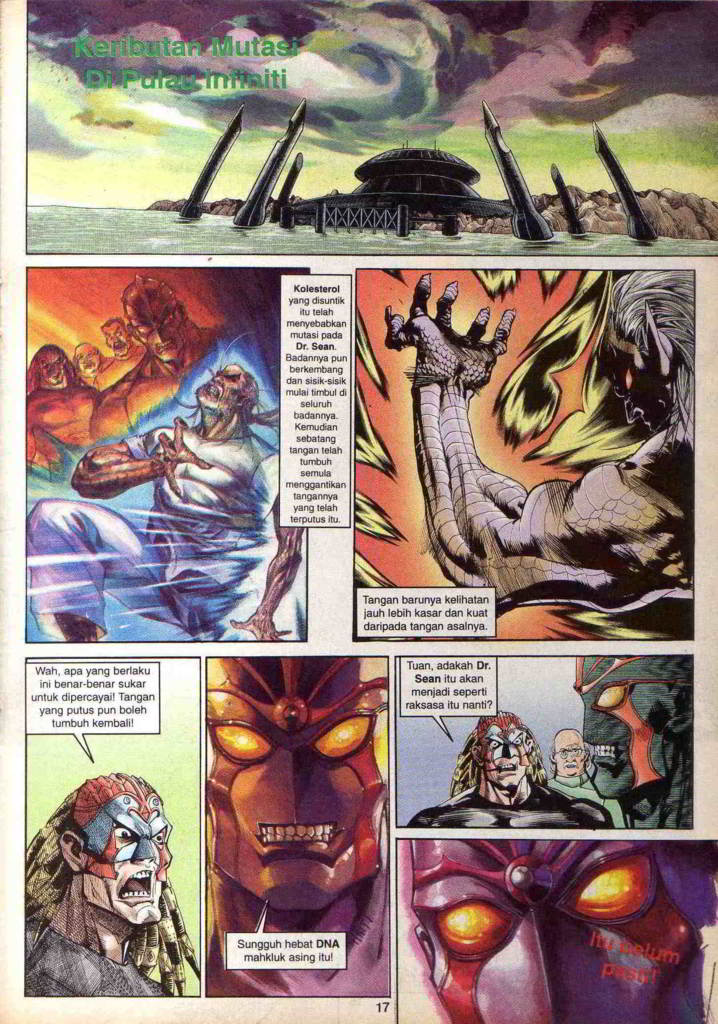 Keributan Mutasi
Di Pulau Infiniti
Kolesterol
yang disuntik
itu telah
menyebabkan
mutasi pada
Dr. Sean.
Badannya pun
berkembang
dan sisik-sisik
mulai timbul di
seluruh
badannya.
Kemudian
sebatang
tangan telah
tumbuh
semula
menggantikan
tangannya
yang telah
terputus itu.
Tangan barunya kelihatan
jauh lebih kasar dan kuat
daripada tangan asalnya.
Wah, apa yang berlaku
ini benar-benar sukar
untuk dipercayai! Tangan
yang putus pun boleh
tumbuh kembali!
Sungguh hebat DNA
mahkluk asing itu!
Tuan, adakah Dr.
Sean itu akan
menjadi seperti
raksasa itu nanti?
Itu belum
pasti!
17